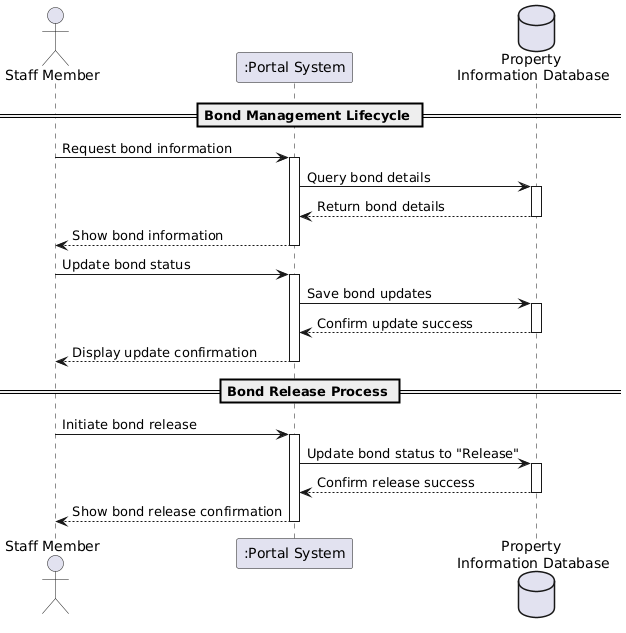 Staff Member
:Portal System
Property
Information Database
Bond Management Lifecycle
Request bond information
Query bond details
Return bond details
Show bond information
Update bond status
Save bond updates
Confirm update success
Display update confirmation
Bond Release Process
Initiate bond release
Update bond status to "Release"
Confirm release success
Show bond release confirmation
Staff Member
:Portal System
Property
Information Database